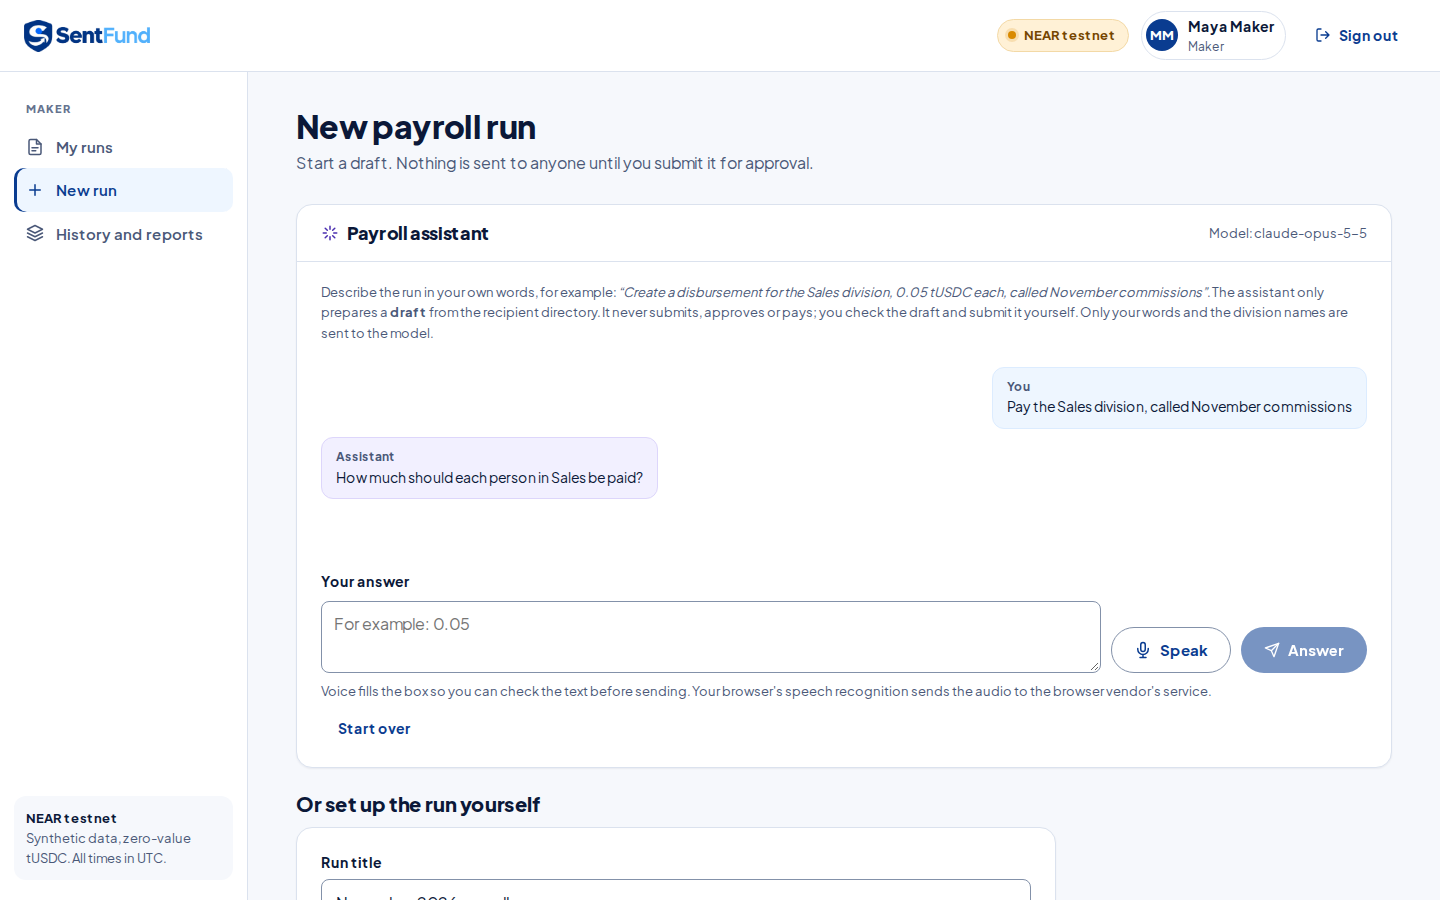 SentFund
NEAR testnet
MM
Maya Maker
Maker
Sign out
MAKER
My runs
New run
History and reports
NEAR testnet
Synthetic data, zero-value
tUSDC. All times in UTC.
New payroll run
Start a draft. Nothing is sent to anyone until you submit it for approval.
Payroll assistant
Model: claude-opus-5-5
Describe the run in your own words, for example: “Create a disbursement for the Sales division, 0.05 tUSDC each, called November commissions”. The assistant only
prepares a draft from the recipient directory. It never submits, approves or pays; you check the draft and submit it yourself. Only your words and the division names are
sent to the model.
You
Pay the Sales division, called November commissions
Assistant
How much should each person in Sales be paid?
Your answer
For example: 0.05
Speak
Answer
Voice fills the box so you can check the text before sending. Your browser's speech recognition sends the audio to the browser vendor's service.
Start over
Or set up the run yourself
Run title